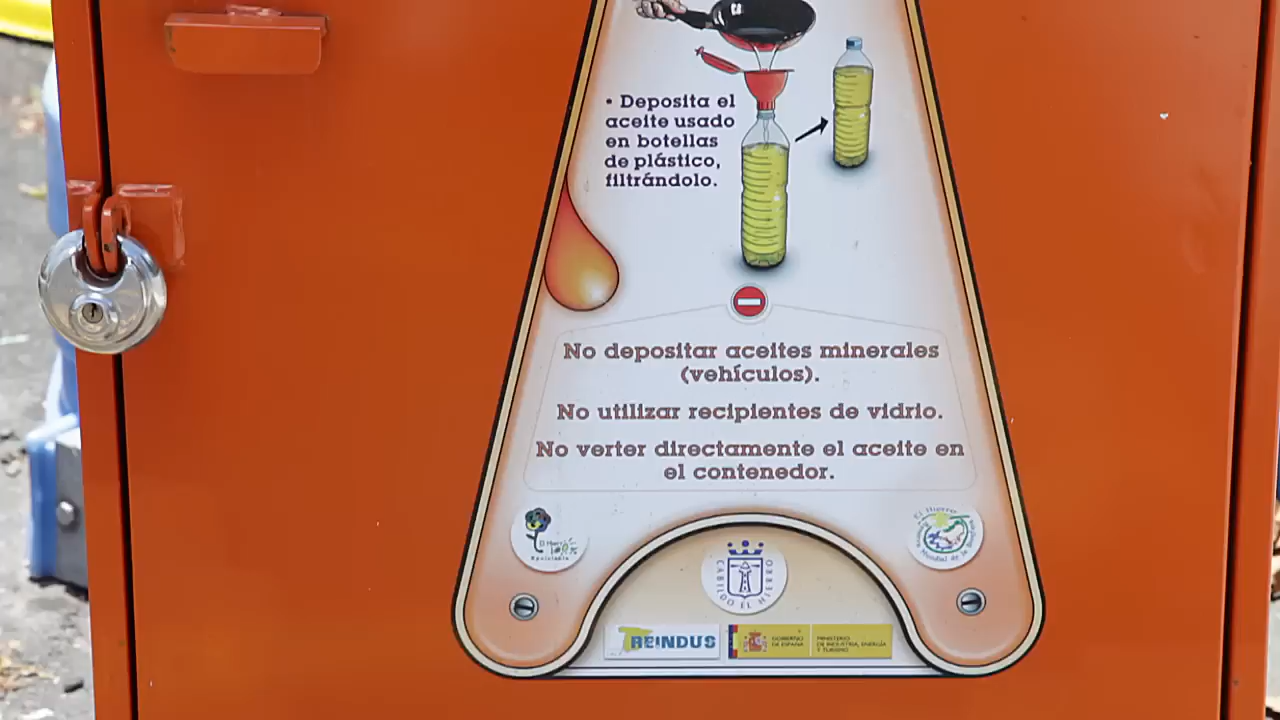 • Deposita el
aceite usado
en botellas
de plástico,
filtrándolo.
No depositar aceites minerales
(vehículos).
No utilizar recipientes de vidrio.
No verter directamente el aceite en
el contenedor.
El Hierro
CABILDO EL HIERRO
REINDUS
GOBIERNO
DE ESPAÑA
MINISTERIO
DE INDUSTRIA, ENERGÍA
Y TURISMO